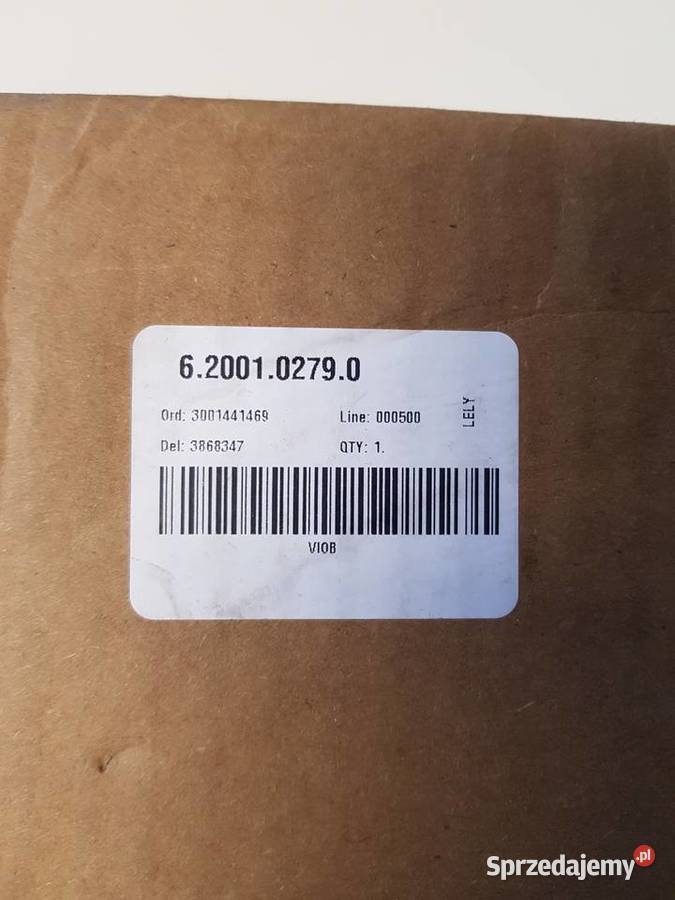 6.2001.0279.0
Ord: 3001441469 Line: 000500
LELY
Del: 3868347 QTY: 1.
VIOB
Sprzedajemy.pl